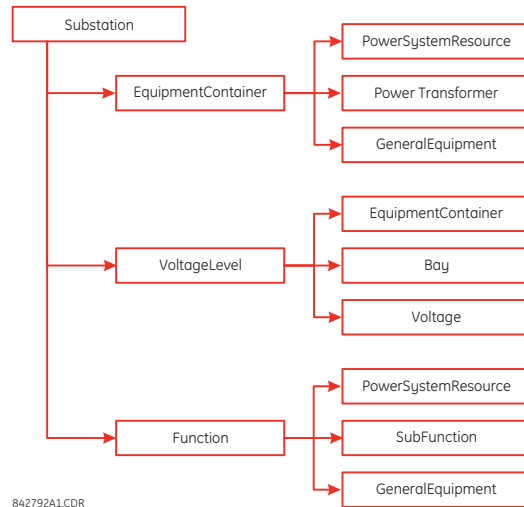 Substation
PowerSystemResource
EquipmentContainer
Power Transformer
GeneralEquipment
EquipmentContainer
VoltageLevel
Bay
Voltage
PowerSystemResource
Function
SubFunction
GeneralEquipment
842792A1.CDR